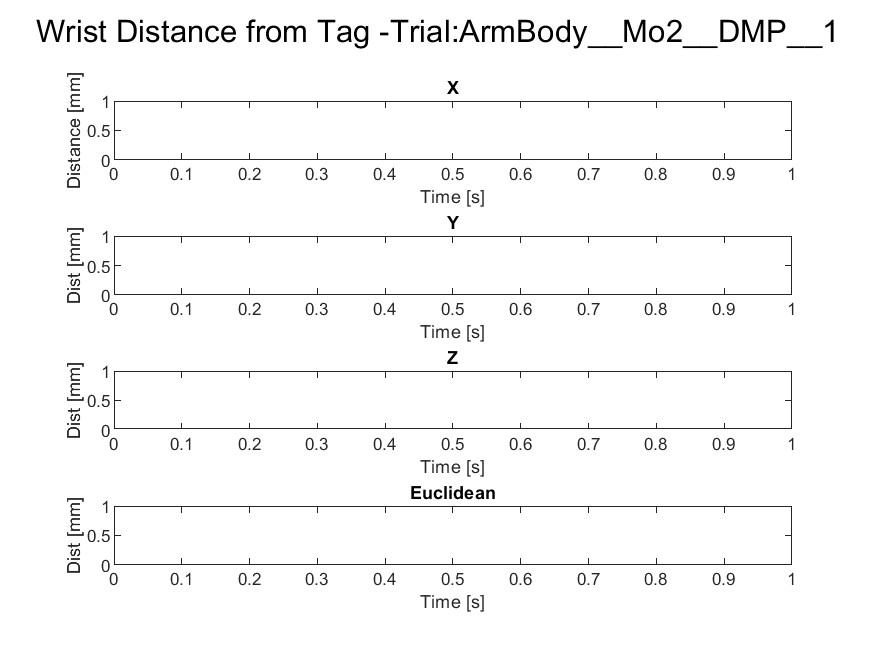 Wrist Distance from Tag -Trial:ArmBody__Mo2__DMP__1
X
Distance [mm]
1
0.5
0
0 0.1 0.2 0.3 0.4 0.5 0.6 0.7 0.8 0.9 1
Time [s]
Y
Dist [mm]
1
0.5
0
0 0.1 0.2 0.3 0.4 0.5 0.6 0.7 0.8 0.9 1
Time [s]
Z
Dist [mm]
1
0.5
0
0 0.1 0.2 0.3 0.4 0.5 0.6 0.7 0.8 0.9 1
Time [s]
Euclidean
Dist [mm]
1
0.5
0
0 0.1 0.2 0.3 0.4 0.5 0.6 0.7 0.8 0.9 1
Time [s]